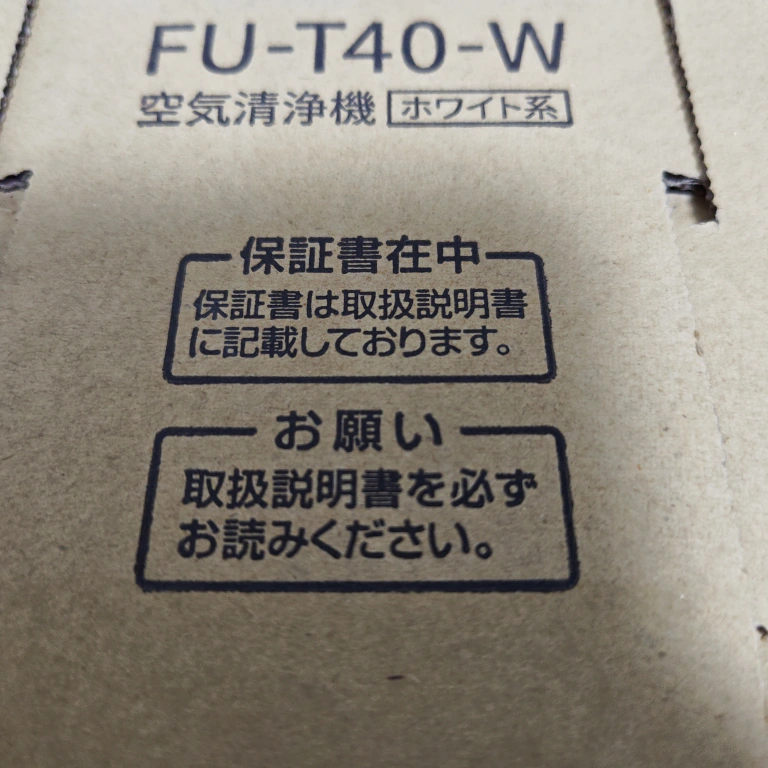 FU-T40-W
空気清浄機 ホワイト系
保証書在中
保証書は取扱説明書
に記載しております。
お願い
取扱説明書を必ず
お読みください。